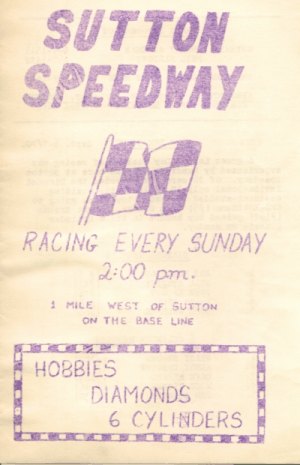 SUTTON
SPEEDWAY
RACING EVERY SUNDAY
2:00 pm.
1 MILE WEST OF SUTTON
ON THE BASE LINE
HOBBIES
DIAMONDS
6 CYLINDERS